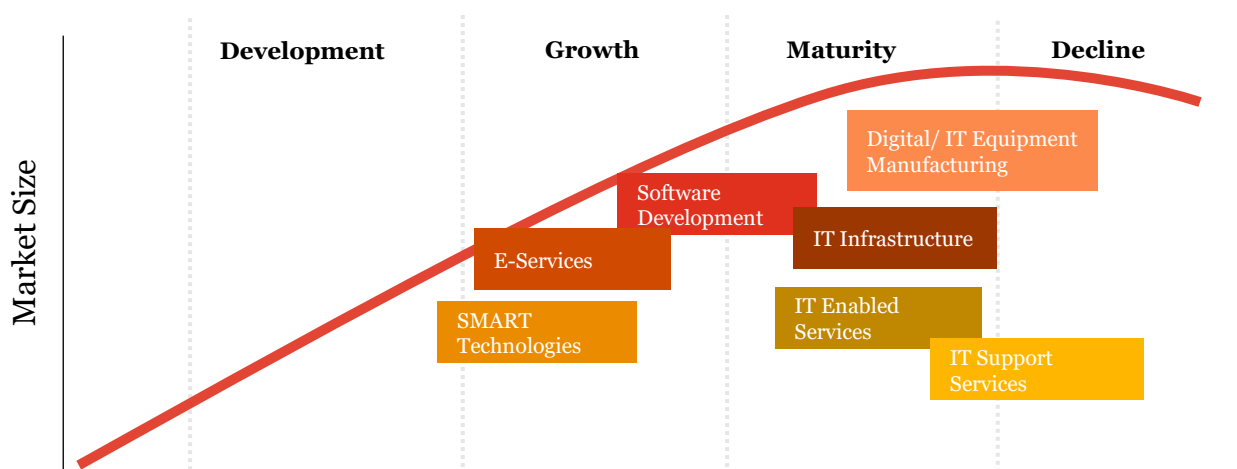 Development
Growth
Maturity
Decline
Market Size
Digital/ IT Equipment
Manufacturing
Software
Development
IT Infrastructure
E-Services
IT Enabled
Services
SMART
Technologies
IT Support
Services